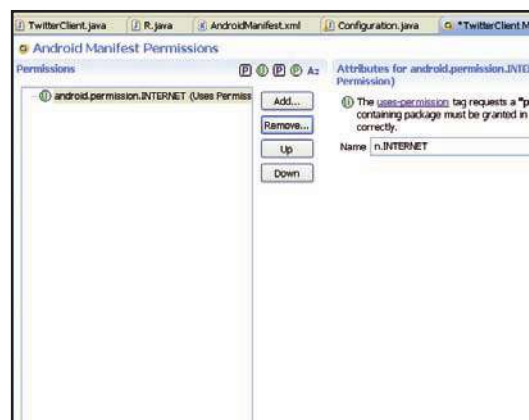 TwitterClient.java R.java AndroidManifest.xml Configuration.java *TwitterClient M
Android Manifest Permissions
Permissions
P U P P Az
android.permission.INTERNET (Uses Permiss
Add...
Remove...
Up
Down
Attributes for android.permission.INTE
Permission)
The uses-permission tag requests a "p
containing package must be granted in
correctly.
Name n.INTERNET